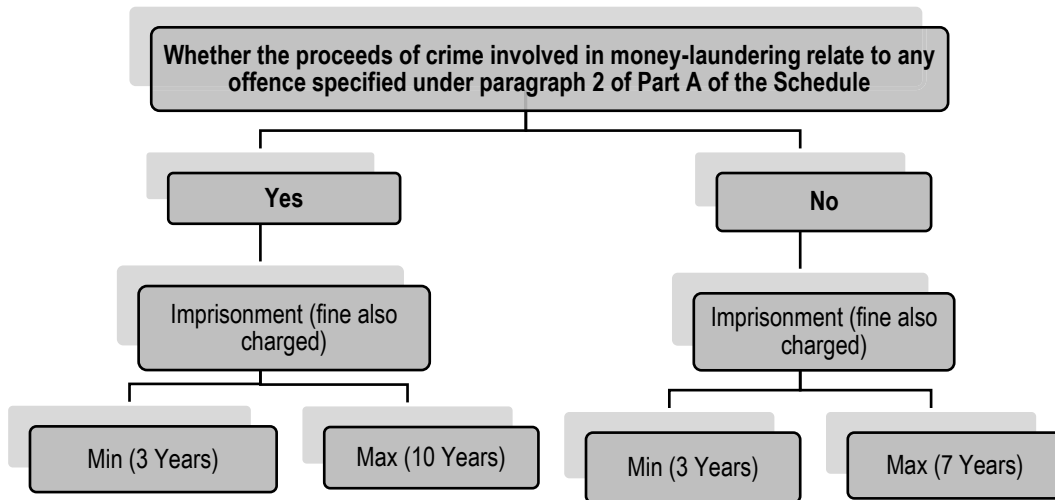 Whether the proceeds of crime involved in money-laundering relate to any
offence specified under paragraph 2 of Part A of the Schedule
Yes
No
Imprisonment (fine also
charged)
Imprisonment (fine also
charged)
Min (3 Years)
Max (10 Years)
Min (3 Years)
Max (7 Years)